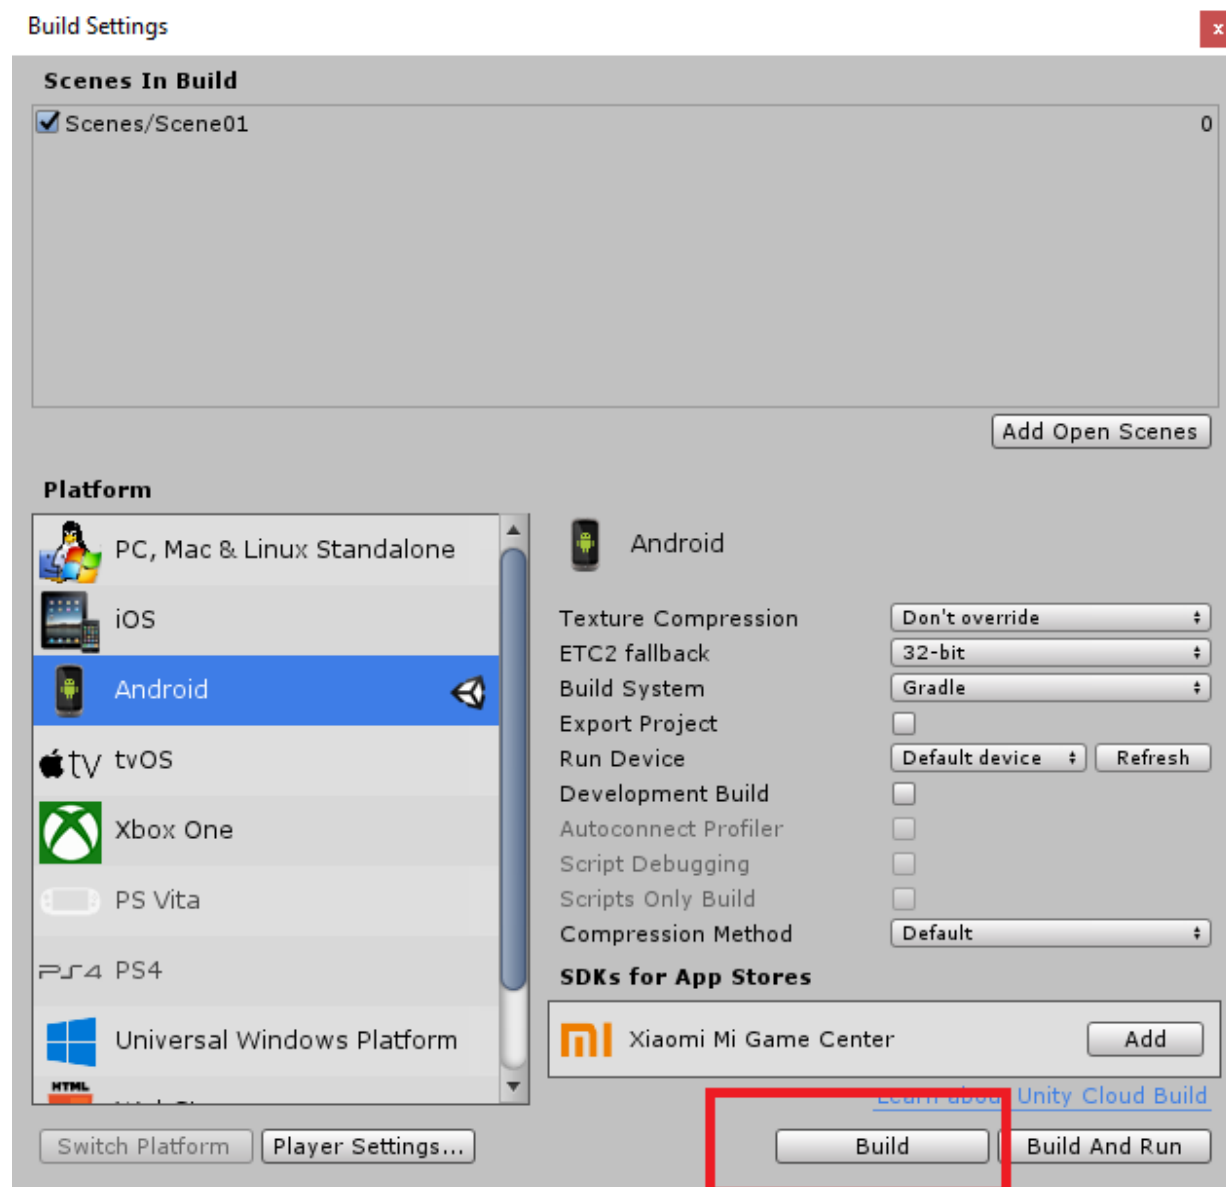 Build Settings
x
Scenes In Build
Scenes/Scene01 0
Add Open Scenes
Platform
PC, Mac & Linux Standalone
iOS
Android
tv tvOS
Xbox One
PS Vita
PS4 PS4
Universal Windows Platform
HTML
Android
Texture Compression Don't override
ETC2 fallback 32-bit
Build System Gradle
Export Project
Run Device Default device Refresh
Development Build
Autoconnect Profiler
Script Debugging
Scripts Only Build
Compression Method Default
SDKs for App Stores
Xiaomi Mi Game Center Add
Learn about Unity Cloud Build
Switch Platform Player Settings... Build Build And Run